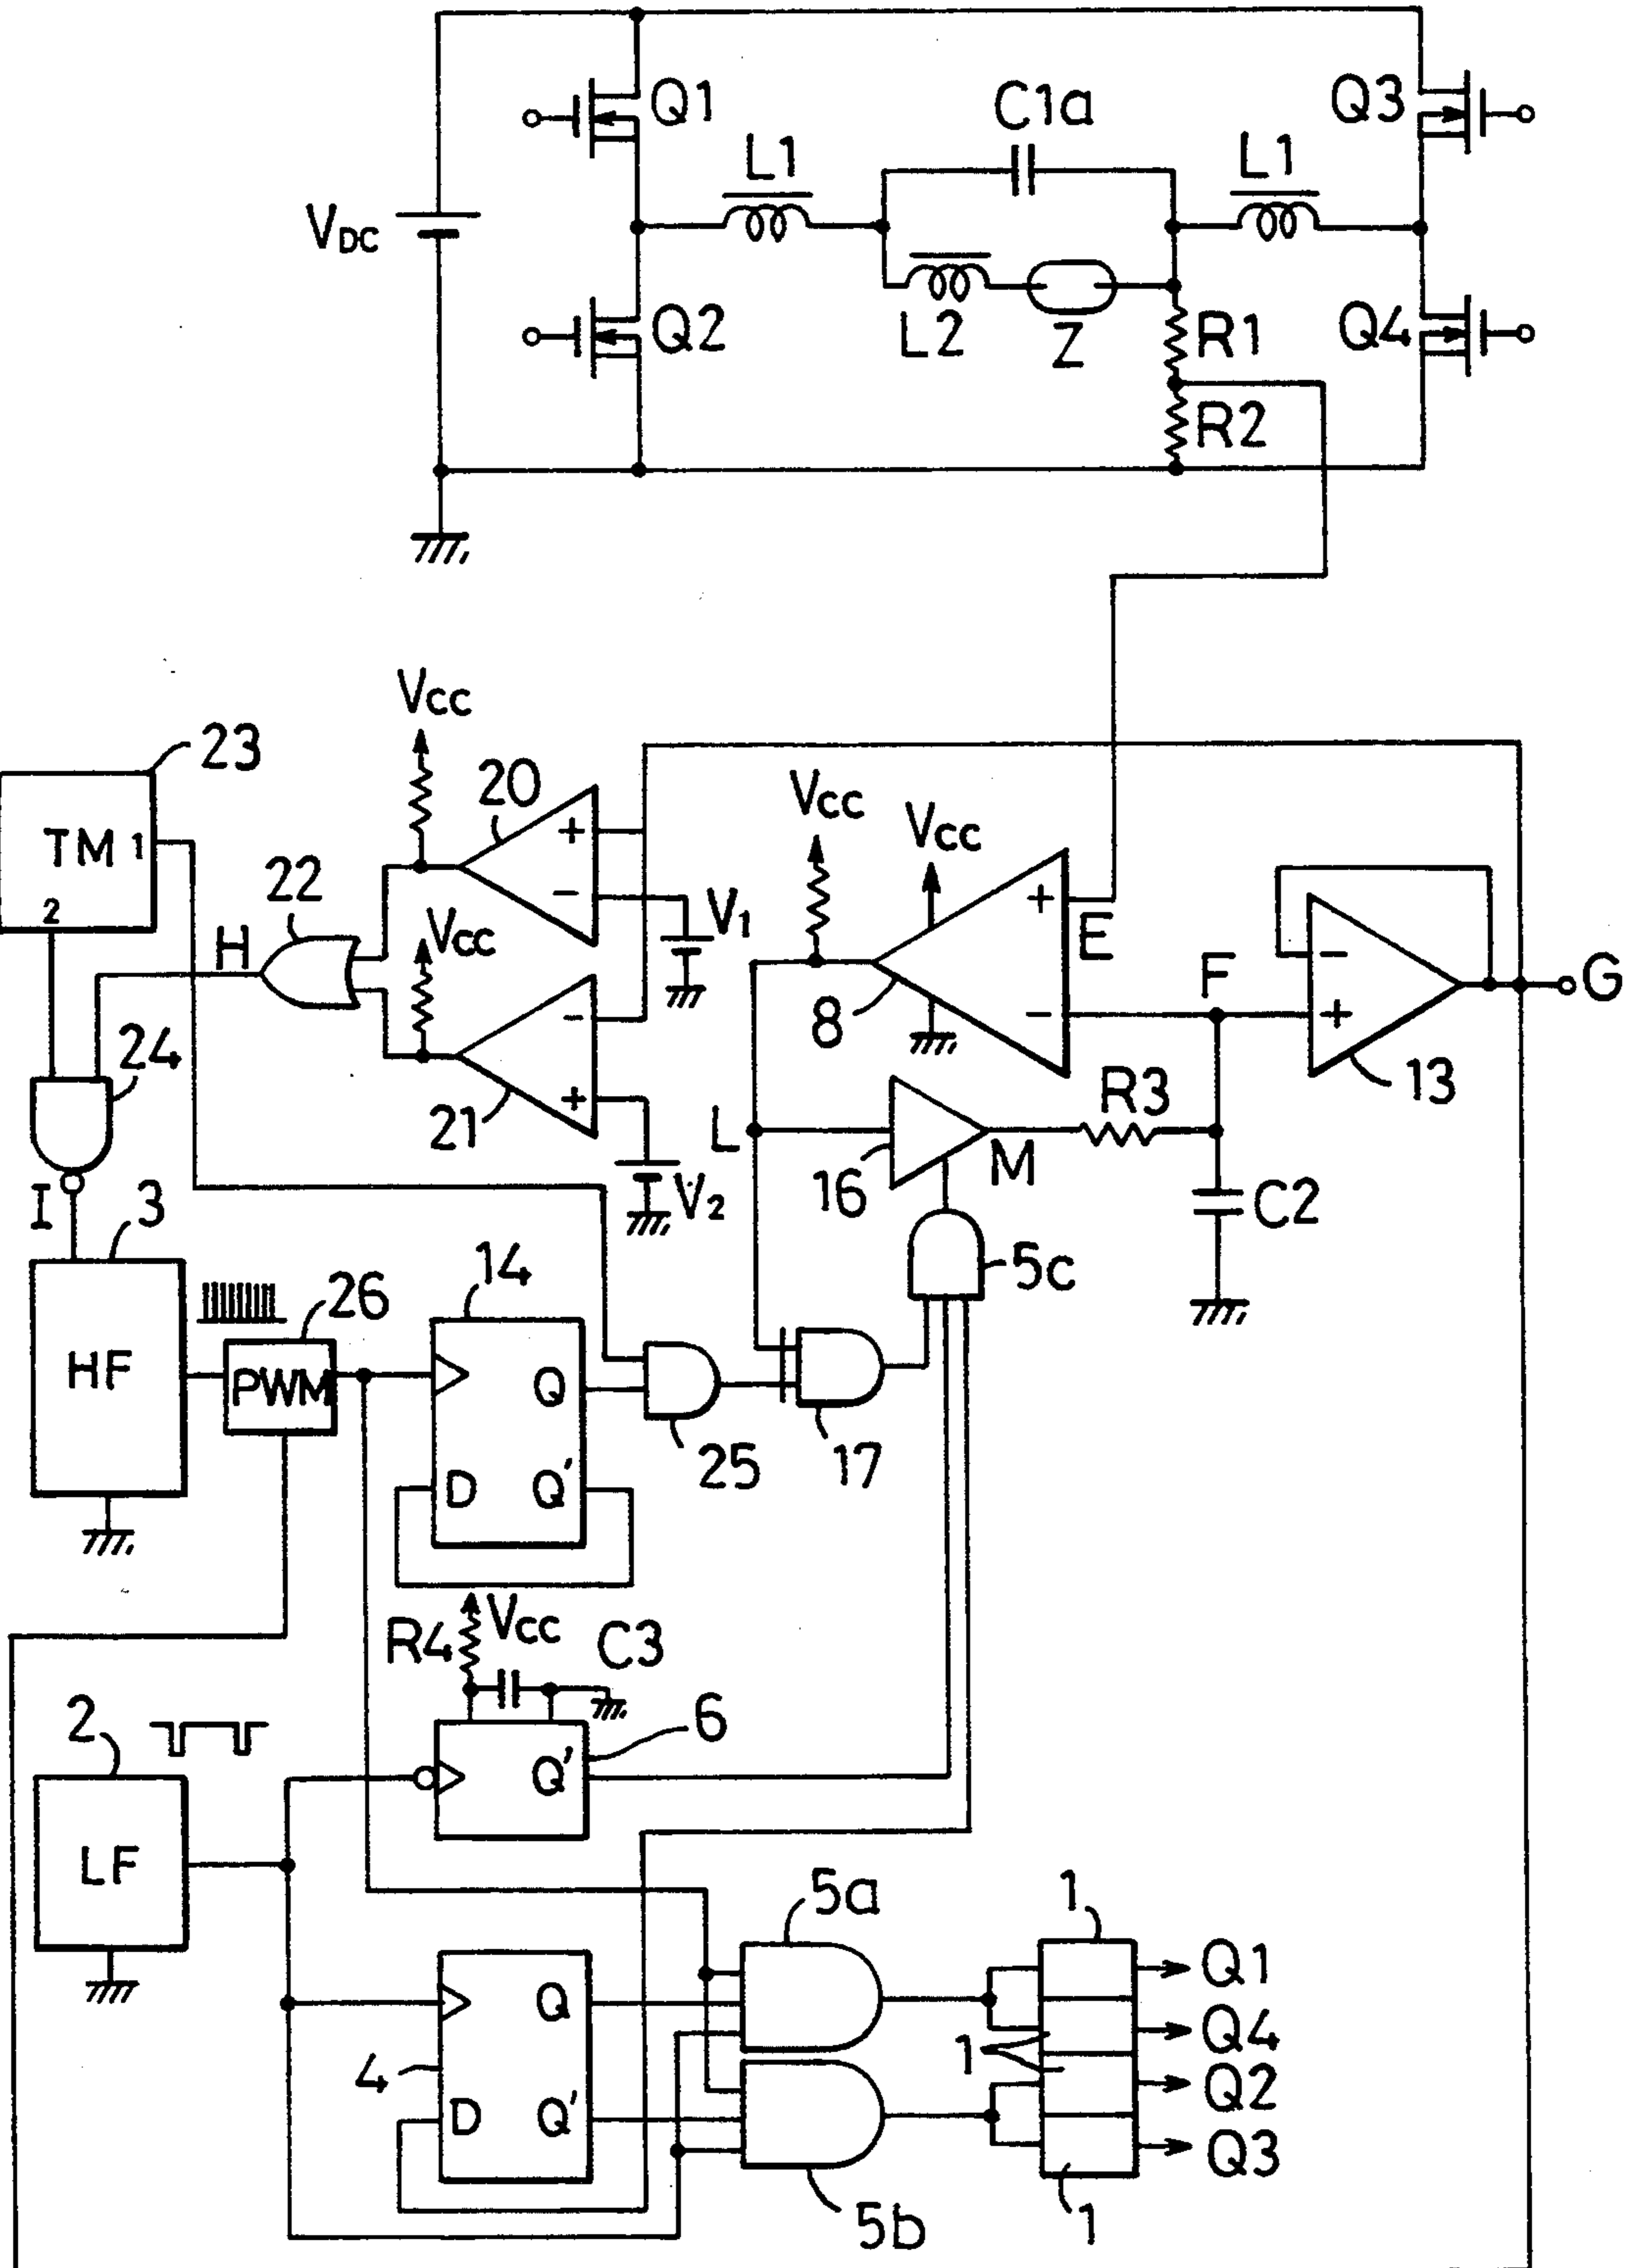 Q1
C1a
Q3
L1
L1
VDC
Q2
L2
Z
R1
Q4
R2
Vcc
23
20
+
Vcc
Vcc
TM 1
2
22
-
V1
+
E
F
-
G
H
Vcc
8
-
+
13
24
-
21
+
L
16
M
R3
I
3
V2
C2
5c
14
26
HF
PWM
Q
25
17
D
Q'
R4
Vcc
C3
2
6
Q'
LF
5a
1
Q1
Q
Q4
1
4
Q2
D
Q'
Q3
5b
1